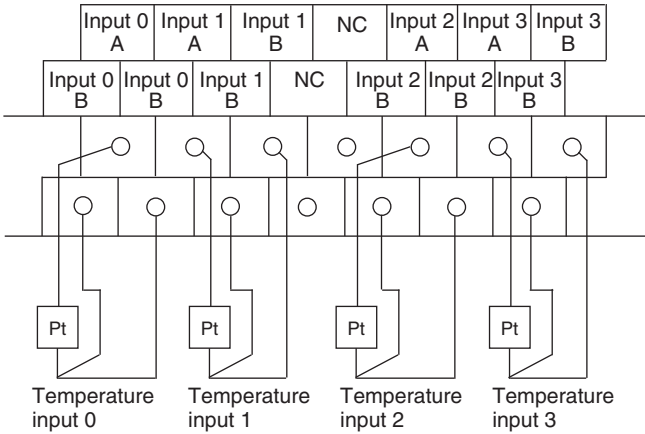 Input 0 Input 1 Input 1 NC Input 2 Input 3 Input 3
A A B A A B
Input 0 Input 0 Input 1 NC Input 2 Input 2 Input 3
B B B B B B
Pt Pt Pt Pt
Temperature Temperature Temperature Temperature
input 0 input 1 input 2 input 3